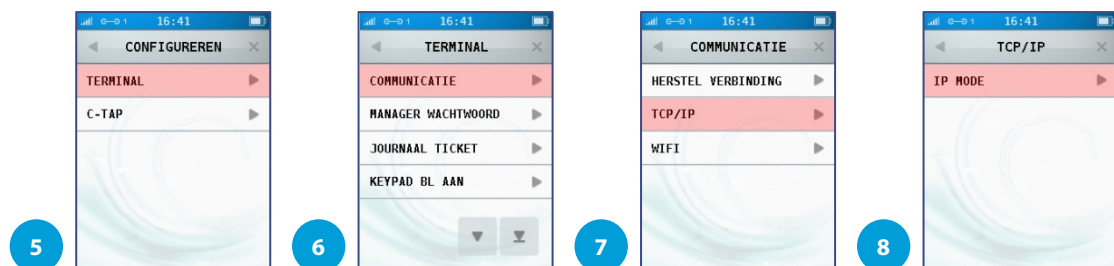 16:41
CONFIGUREREN
TERMINAL
C-TAP
5
16:41
TERMINAL
COMMUNICATIE
MANAGER WACHTWOORD
JOURNAAL TICKET
KEYPAD BL AAN
6
16:41
COMMUNICATIE
HERSTEL VERBINDING
TCP/IP
WIFI
7
16:41
TCP/IP
IP MODE
8